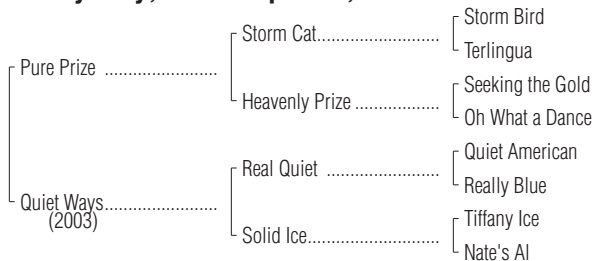 Storm Bird
Storm Cat
Terlingua
Pure Prize
Seeking the Gold
Heavenly Prize
Oh What a Dance
Quiet American
Real Quiet
Really Blue
Quiet Ways
(2003)
Tiffany Ice
Solid Ice
Nate's Al